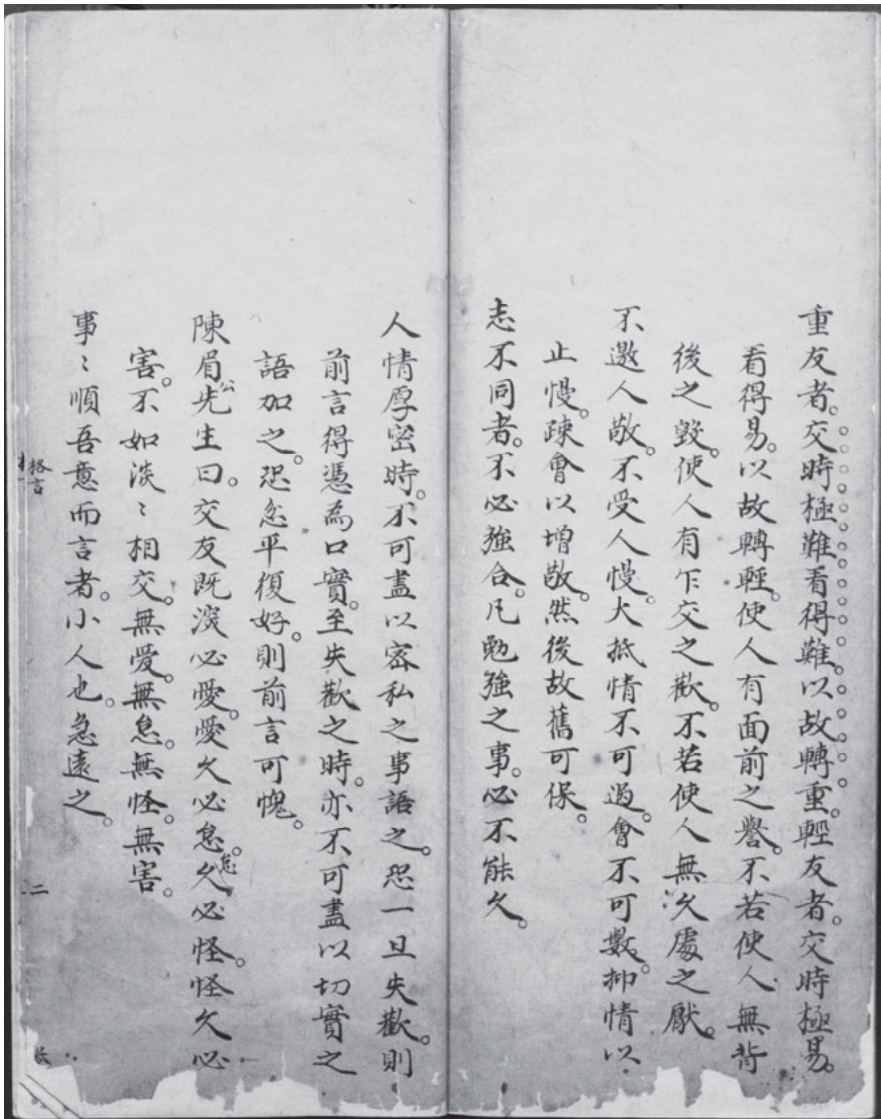 重友者。交時極難看得難。以故轉重。輕友者。交時極易。
看得易。以故轉輕。使人有面前之譽。不若使人無背
後之毀。使人有乍交之歡。不若使人無久處之厭。
不邀人敬。不受人慢。大抵情不可過。會不可數。抑情以
止慢。疎會以增敬。然後故舊可保。
志不同者。不必強合。凡勉強之事。必不能久。
人情厚密時。不可盡以密私之事語之。恐一旦失歡。則
前言得憑為口實。至失歡之時。亦不可盡以切實之
語加之。恐忿平復好。則前言可愧。
陳眉公先生曰。交友既淡必愛。愛久必怠。怠久必怪。怪久必
害。不如淡〻相交。無愛。無怠。無怪。無害。
事〻順吾意而言者。小人也。急遠之。
格言
二